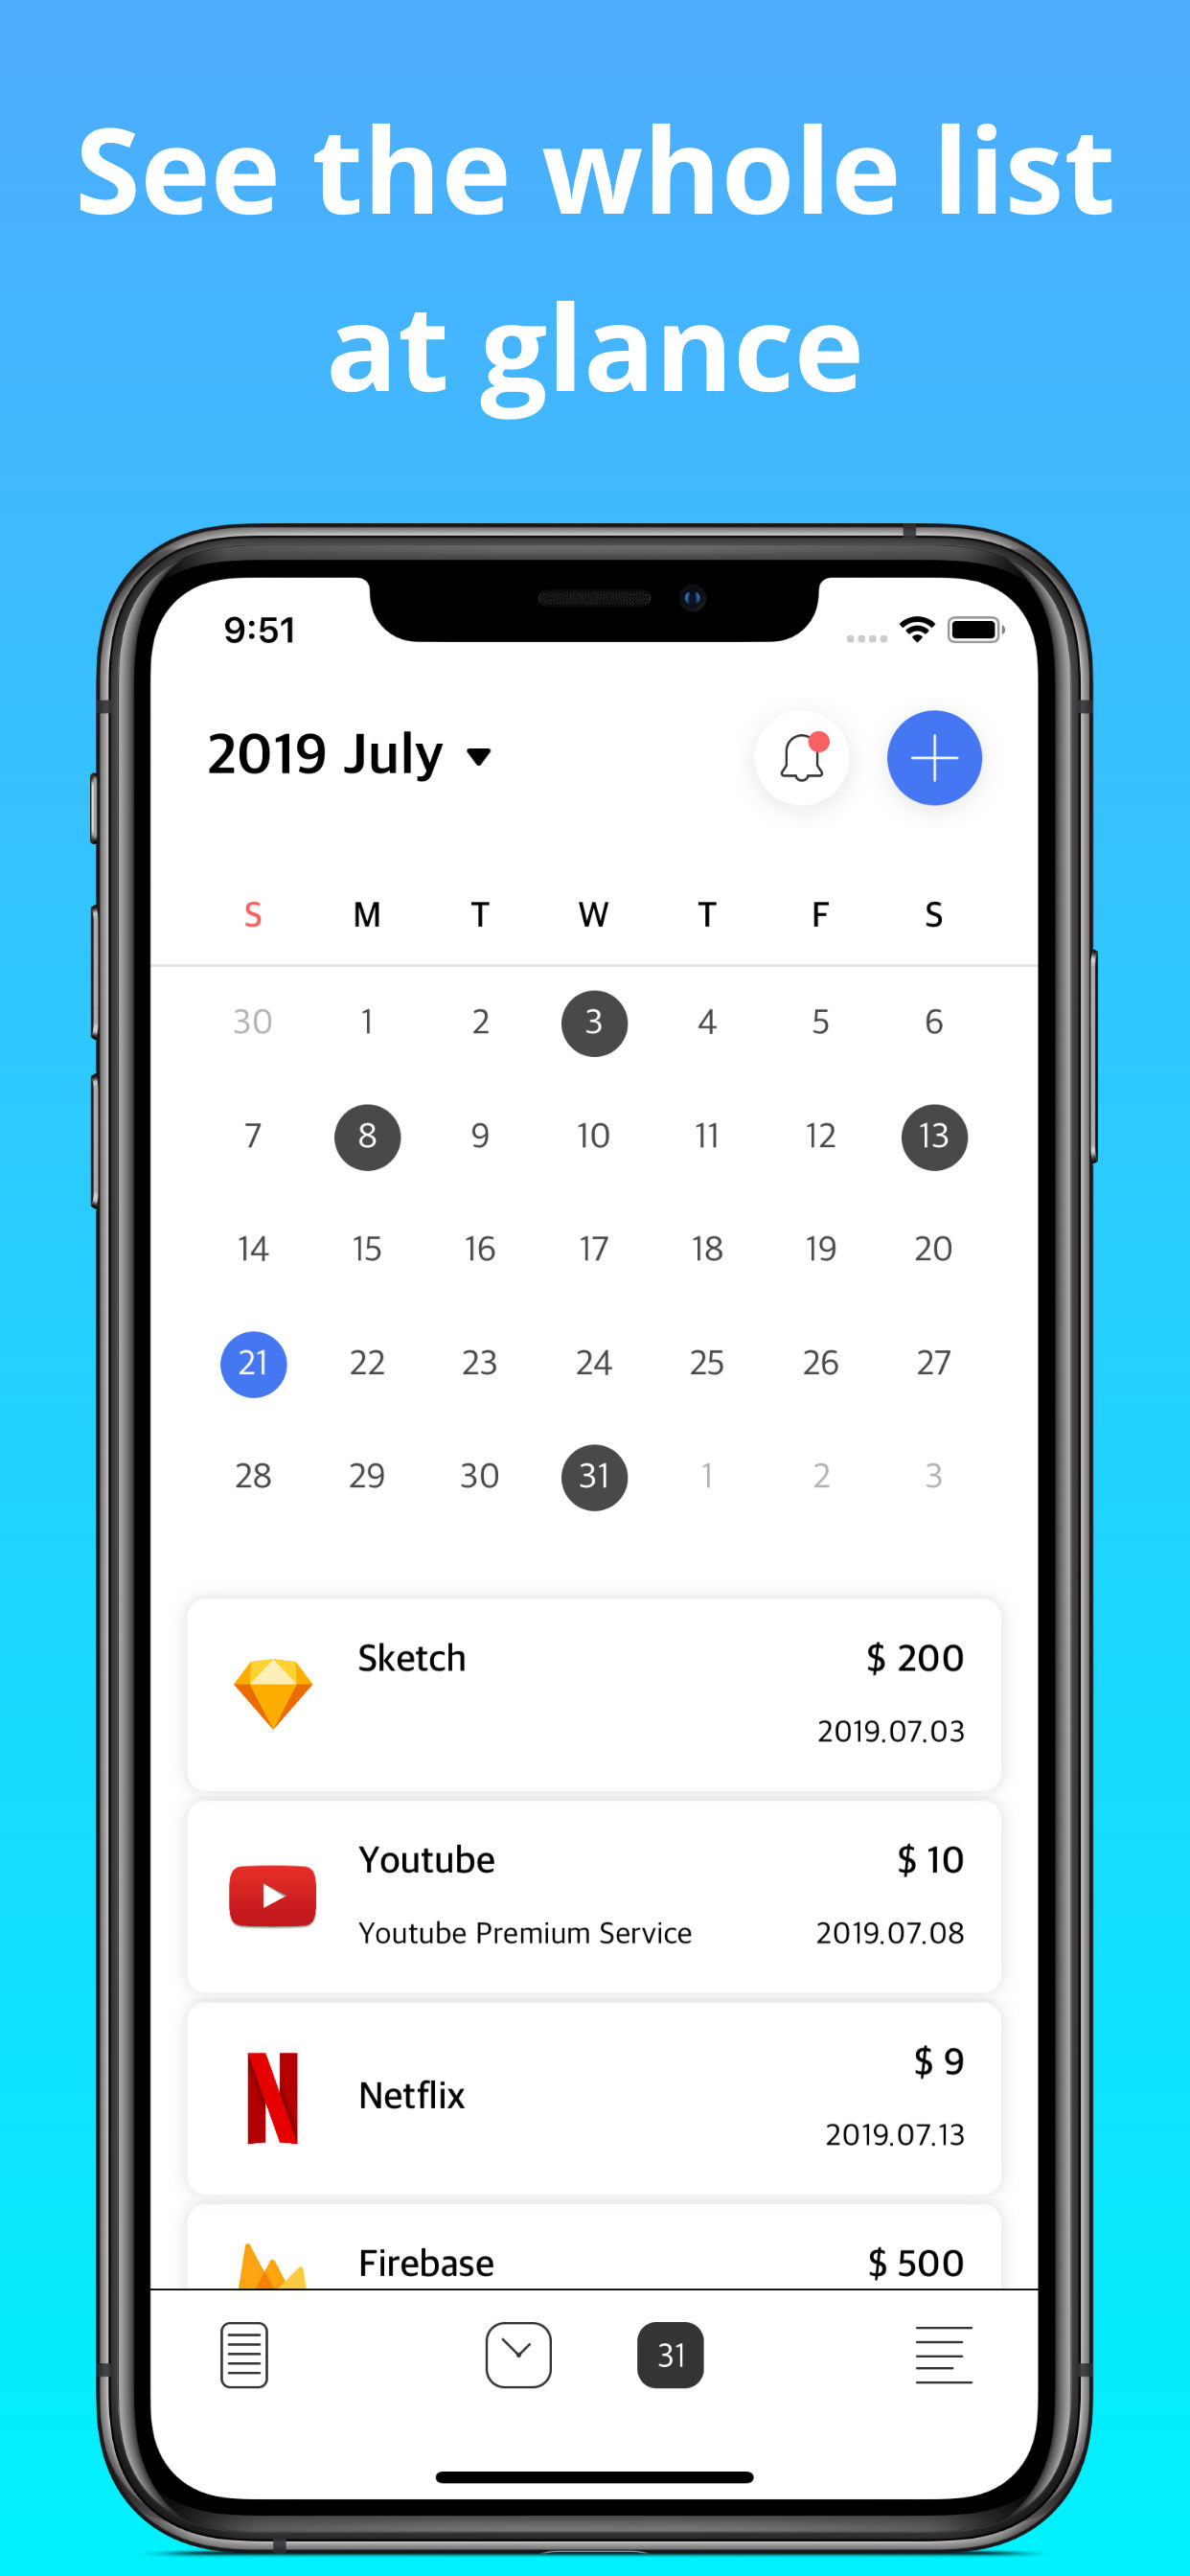 See the whole list
at glance
9:51
2019 July
S M T W T F S
30 1 2 3 4 5 6
7 8 9 10 11 12 13
14 15 16 17 18 19 20
21 22 23 24 25 26 27
28 29 30 31 1 2 3
Sketch $ 200
2019.07.03
Youtube $ 10
Youtube Premium Service 2019.07.08
$ 9
Netflix
2019.07.13
Firebase $ 500
31